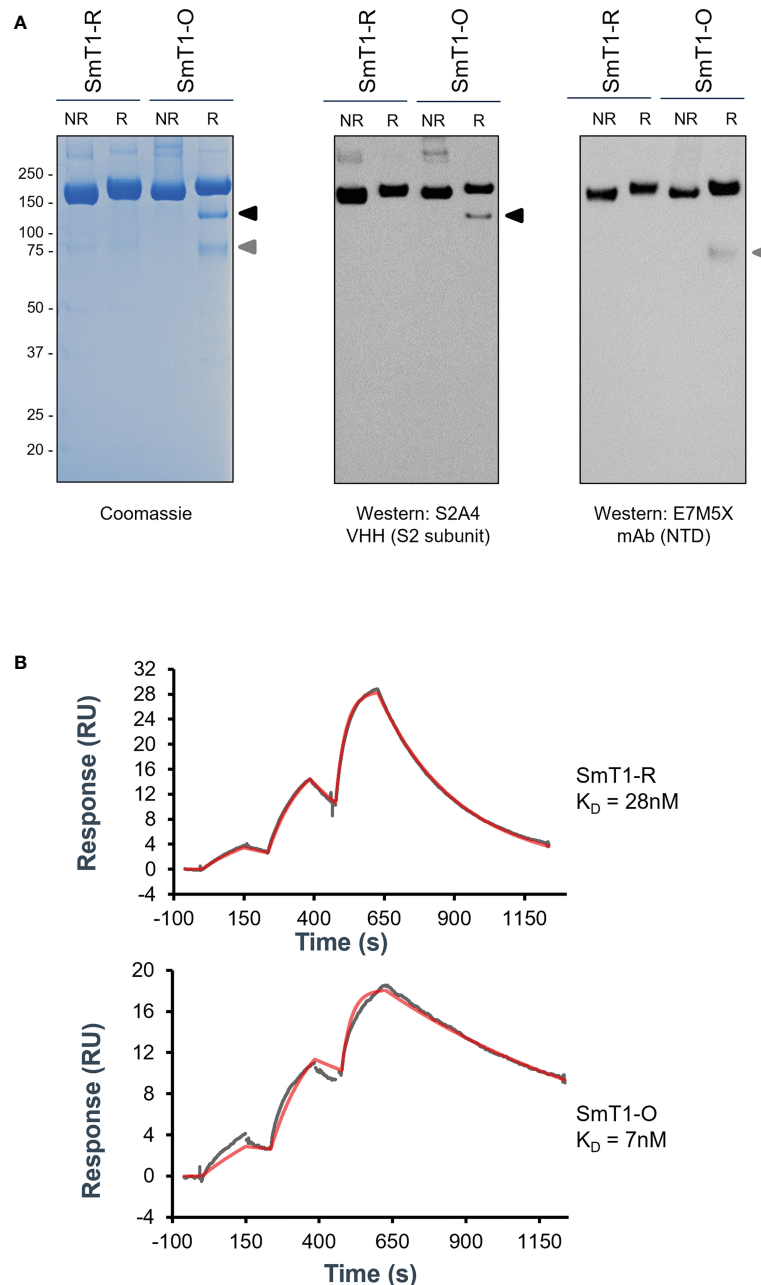 A
SmT1-R
SmT1-O
SmT1-R
SmT1-O
SmT1-R
SmT1-O
NR R NR R
NR R NR R
NR R NR R
250 -
150 -
100 -
75 -
50 -
37 -
25 -
20 -
Coomassie
Western: S2A4
VHH (S2 subunit)
Western: E7M5X
mAb (NTD)
B
Response (RU)
32
28
24
20
16
12
8
4
0
-4
-100 150 400 650 900 1150
Time (s)
SmT1-R
KD = 28nM
Response (RU)
20
16
12
8
4
0
-4
-100 150 400 650 900 1150
Time (s)
SmT1-O
KD = 7nM